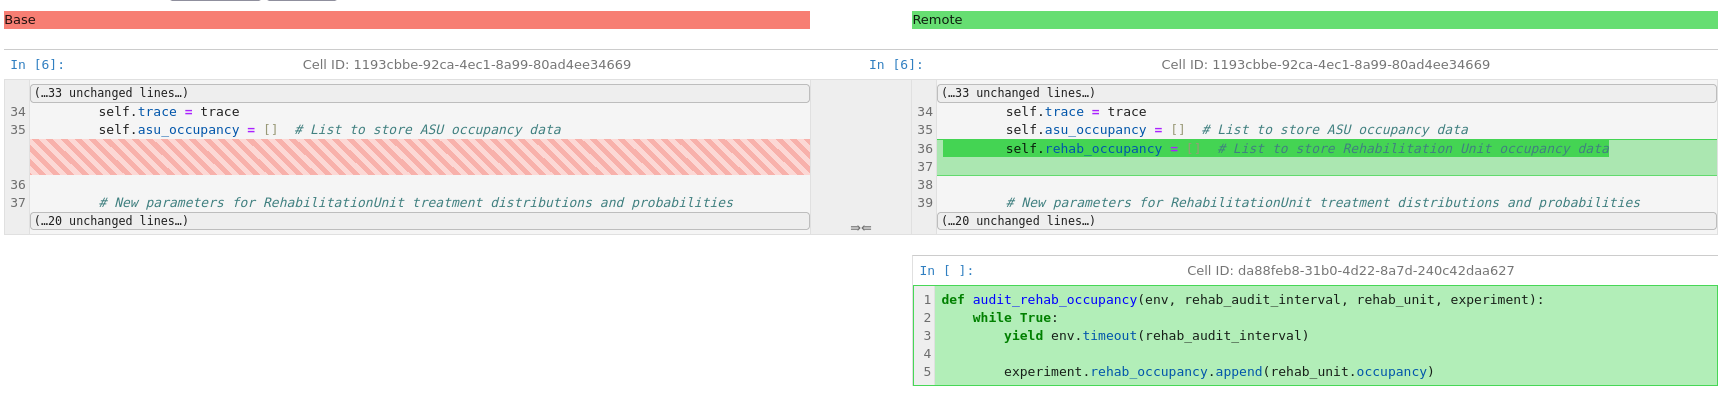 Base
Remote
In [6]:
Cell ID: 1193cbbe-92ca-4ec1-8a99-80ad4ee34669
In [6]:
Cell ID: 1193cbbe-92ca-4ec1-8a99-80ad4ee34669
(…33 unchanged lines…)
34 self.trace = trace
35 self.asu_occupancy = [] # List to store ASU occupancy data
36
37 # New parameters for RehabilitationUnit treatment distributions and probabilities
(…20 unchanged lines…)
(…33 unchanged lines…)
34 self.trace = trace
35 self.asu_occupancy = [] # List to store ASU occupancy data
36 self.rehab_occupancy = [] # List to store Rehabilitation Unit occupancy data
37
38
39 # New parameters for RehabilitationUnit treatment distributions and probabilities
(…20 unchanged lines…)
In [ ]:
Cell ID: da88feb8-31b0-4d22-8a7d-240c42daa627
1 def audit_rehab_occupancy(env, rehab_audit_interval, rehab_unit, experiment):
2 while True:
3 yield env.timeout(rehab_audit_interval)
4
5 experiment.rehab_occupancy.append(rehab_unit.occupancy)